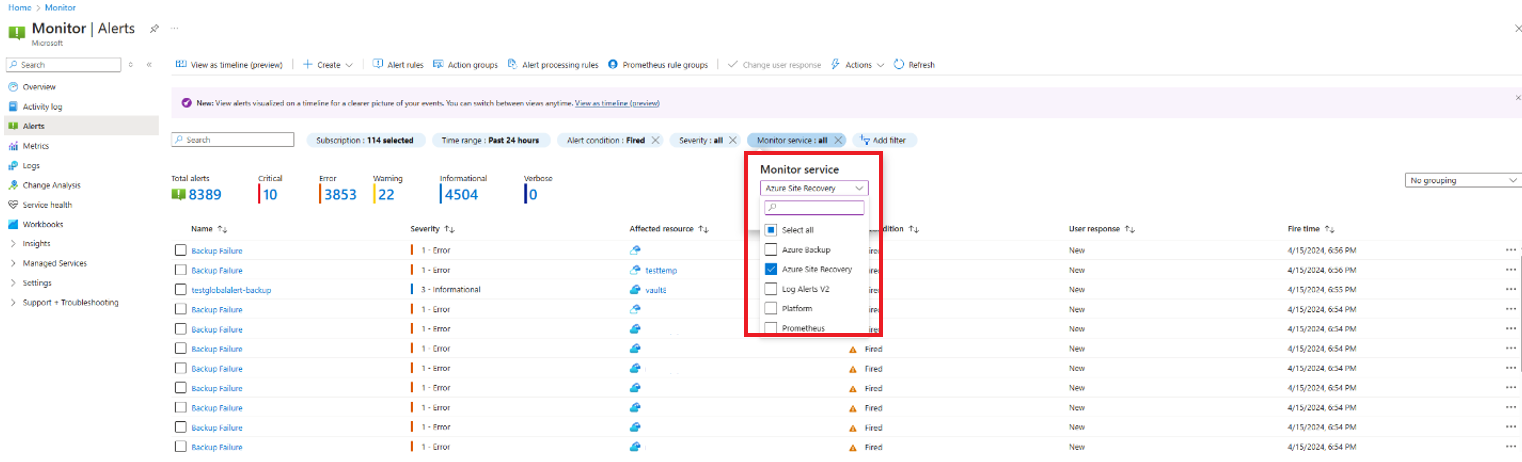 Home > Monitor
Monitor | Alerts ...
Microsoft
Search
Overview
Activity log
Alerts
Metrics
Logs
Change Analysis
Service health
Workbooks
Insights
Managed Services
Settings
Support + Troubleshooting
View as timeline (preview) Create Alert rules Action groups Alert processing rules Prometheus rule groups Change user response Actions Refresh
New: View alerts visualized on a timeline for a clearer picture of your events. You can switch between views anytime. View as timeline (preview)
Search Subscription : 114 selected Time range : Past 24 hours Alert condition : Fired Severity : all Monitor service : all Add filter
Total alerts Critical Error Warning Informational Verbose
8389 10 3853 22 4504 0
No grouping
Monitor service
Azure Site Recovery
Select all
Azure Backup
Azure Site Recovery
Log Alerts V2
Platform
Prometheus
Name Severity Affected resource dition User response Fire time
Backup Failure 1 - Error ired New 4/15/2024, 6:56 PM ...
Backup Failure 1 - Error testtemp ired New 4/15/2024, 6:56 PM ...
testglobalalert-backup 3 - Informational vault8 ired New 4/15/2024, 6:55 PM ...
Backup Failure 1 - Error ired New 4/15/2024, 6:54 PM ...
Backup Failure 1 - Error ired New 4/15/2024, 6:54 PM ...
Backup Failure 1 - Error Fired New 4/15/2024, 6:54 PM ...
Backup Failure 1 - Error Fired New 4/15/2024, 6:54 PM ...
Backup Failure 1 - Error Fired New 4/15/2024, 6:54 PM ...
Backup Failure 1 - Error Fired New 4/15/2024, 6:54 PM ...
Backup Failure 1 - Error Fired New 4/15/2024, 6:54 PM ...
Backup Failure 1 - Error Fired New 4/15/2024, 6:54 PM ...